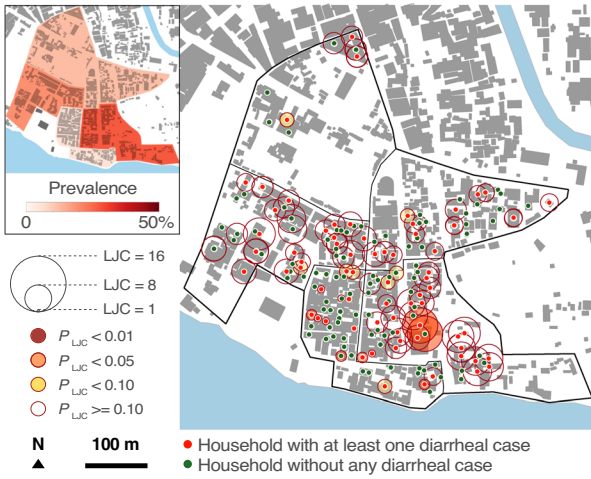 Prevalence
0 50%
LJC = 16
LJC = 8
LJC = 1
P LJC < 0.01
P LJC < 0.05
P LJC < 0.10
P LJC >= 0.10
N 100 m
Household with at least one diarrheal case
Household without any diarrheal case